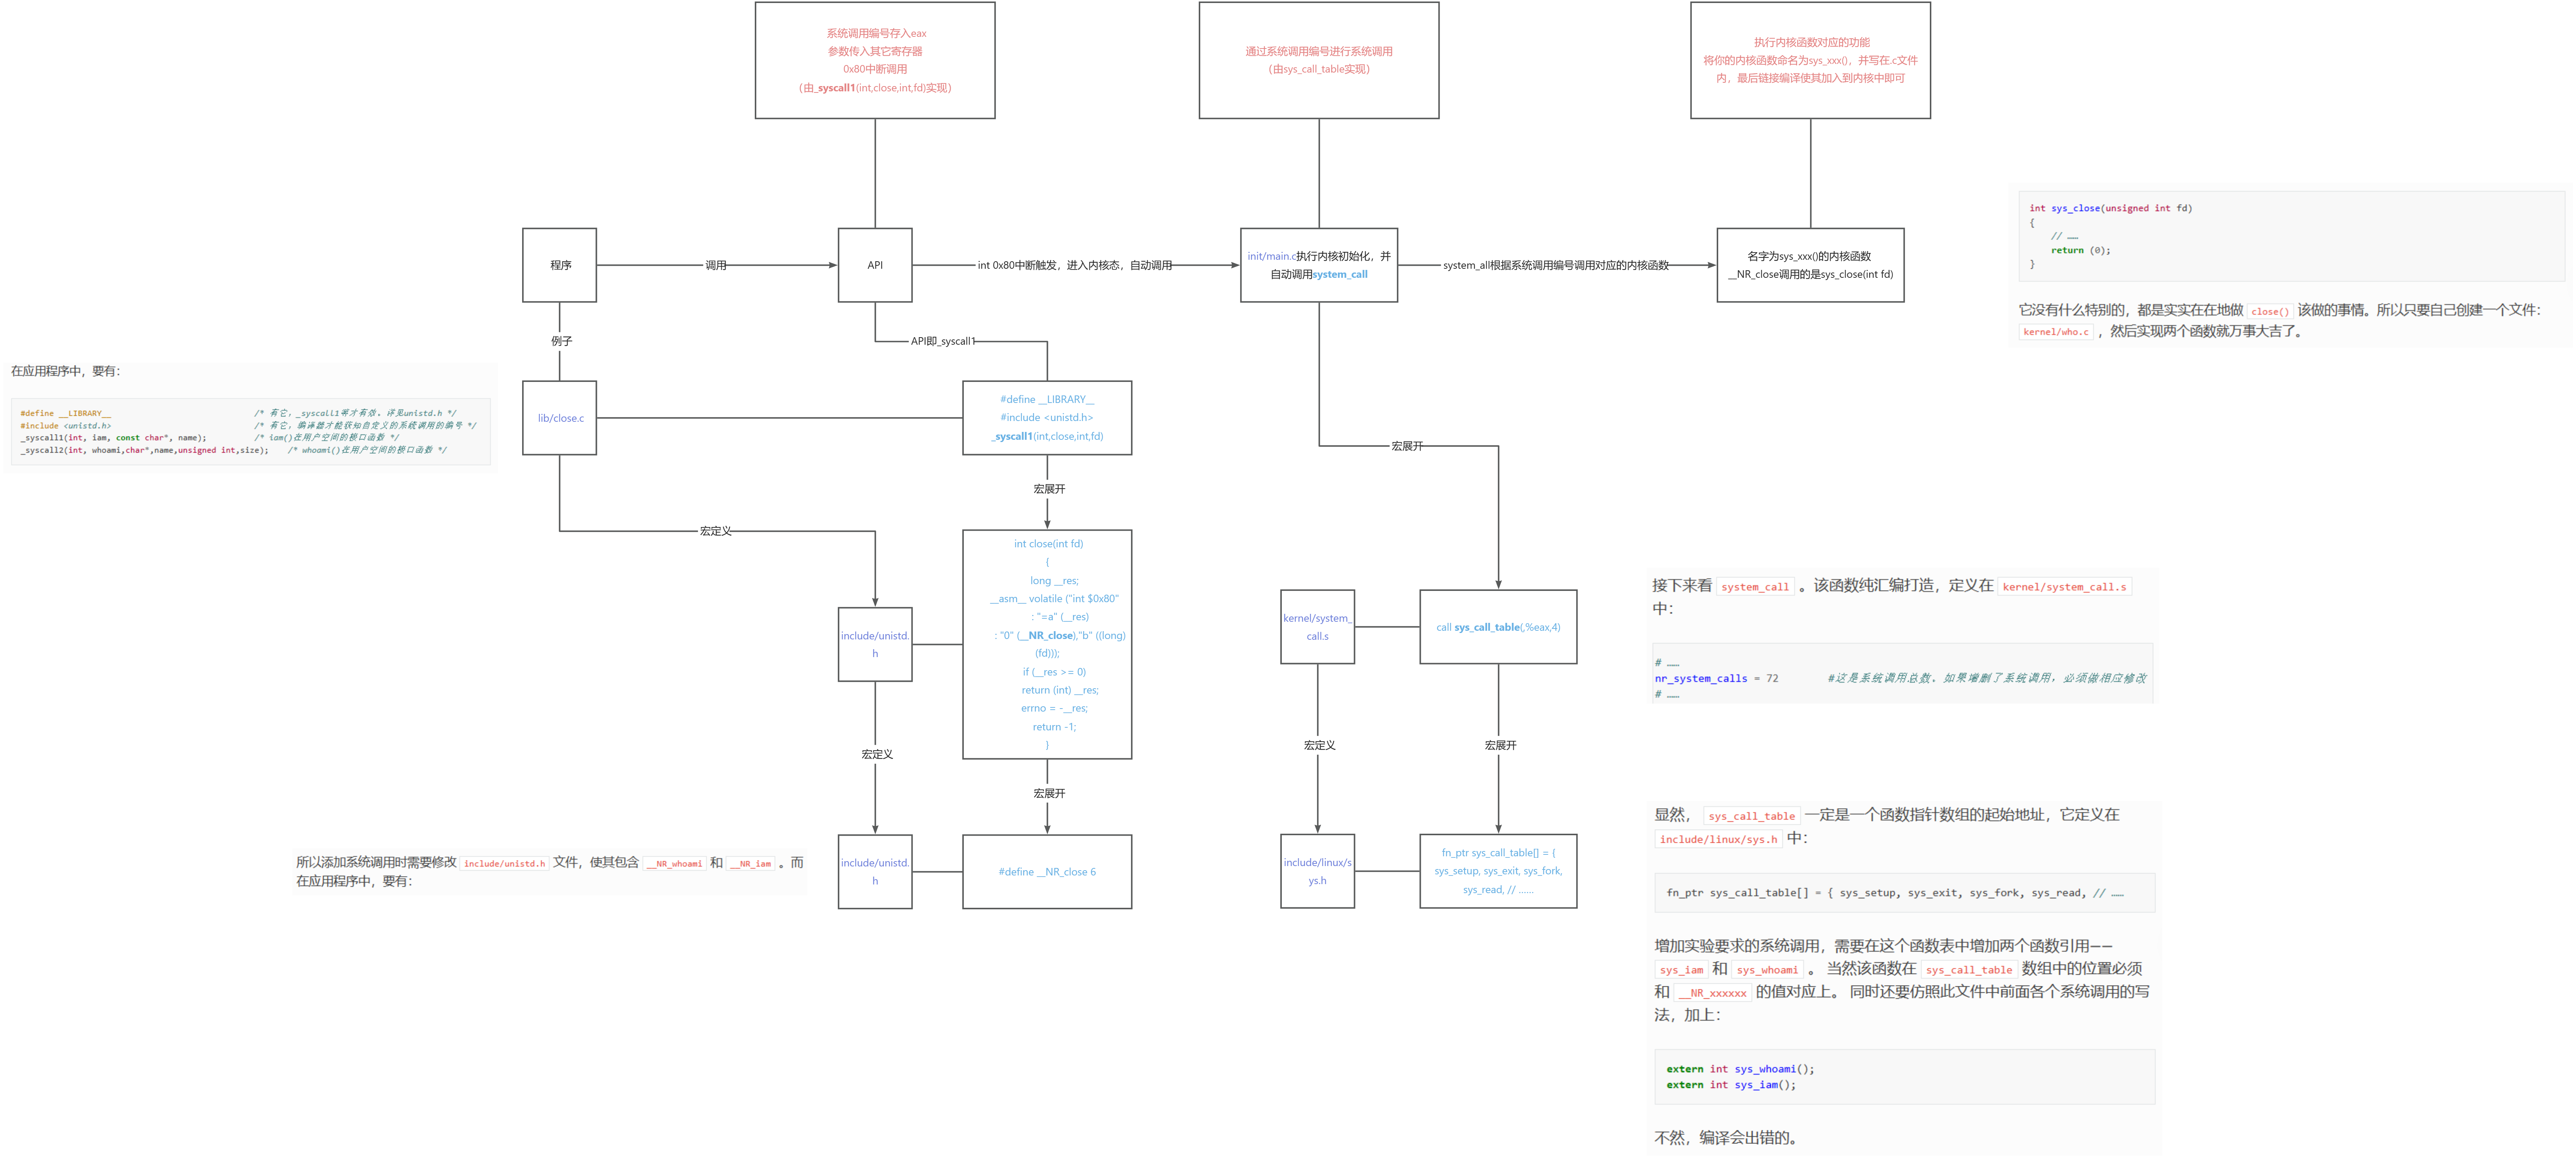 系统调用编号存入eax
参数传入其它寄存器
0x80中断调用
（由_syscall1(int,close,int,fd)实现）
通过系统调用编号进行系统调用
（由sys_call_table实现）
执行内核函数对应的功能
将你的内核函数命名为sys_xxx()，并写在.c文件
内，最后链接编译使其加入到内核中即可
程序
调用
API
int 0x80中断触发，进入内核态，自动调用
init/main.c执行内核初始化，并
自动调用system_call
system_all根据系统调用编号调用对应的内核函数
名字为sys_xxx()的内核函数
__NR_close调用的是sys_close(int fd)
int sys_close(unsigned int fd)
{
// ……
return (0);
}
它没有什么特别的，都是实实在在地做 close() 该做的事情。所以只要自己创建一个文件：
kernel/who.c ，然后实现两个函数就万事大吉了。
例子
API即_syscall1
在应用程序中，要有：
#define __LIBRARY__ /* 有它，_syscall1等才有效。详见unistd.h */
#include <unistd.h> /* 有它，编译器才能获知自定义的系统调用的编号 */
_syscall1(int, iam, const char*, name); /* iam()在用户空间的接口函数 */
_syscall2(int, whoami,char*,name,unsigned int,size); /* whoami()在用户空间的接口函数 */
lib/close.c
#define __LIBRARY__
#include <unistd.h>
_syscall1(int,close,int,fd)
宏展开
宏展开
宏定义
int close(int fd)
{
long __res;
__asm__ volatile ("int $0x80"
: "=a" (__res)
: "0" (__NR_close),"b" ((long)
(fd)));
if (__res >= 0)
return (int) __res;
errno = -__res;
return -1;
}
include/unistd.
h
kernel/system_
call.s
call sys_call_table(,%eax,4)
接下来看 system_call 。该函数纯汇编打造，定义在 kernel/system_call.s
中：
# ……
nr_system_calls = 72 #这是系统调用总数。如果增删了系统调用，必须做相应修改
# ……
宏定义
宏展开
宏定义
宏展开
所以添加系统调用时需要修改 include/unistd.h 文件，使其包含 __NR_whoami 和 __NR_iam 。而
在应用程序中，要有：
include/unistd.
h
#define __NR_close 6
include/linux/s
ys.h
fn_ptr sys_call_table[] = {
sys_setup, sys_exit, sys_fork,
sys_read, // ......
显然， sys_call_table 一定是一个函数指针数组的起始地址，它定义在
include/linux/sys.h 中：
fn_ptr sys_call_table[] = { sys_setup, sys_exit, sys_fork, sys_read, // ……
增加实验要求的系统调用，需要在这个函数表中增加两个函数引用——
sys_iam 和 sys_whoami 。 当然该函数在 sys_call_table 数组中的位置必须
和 __NR_xxxxxx 的值对应上。 同时还要仿照此文件中前面各个系统调用的写
法，加上：
extern int sys_whoami();
extern int sys_iam();
不然，编译会出错的。